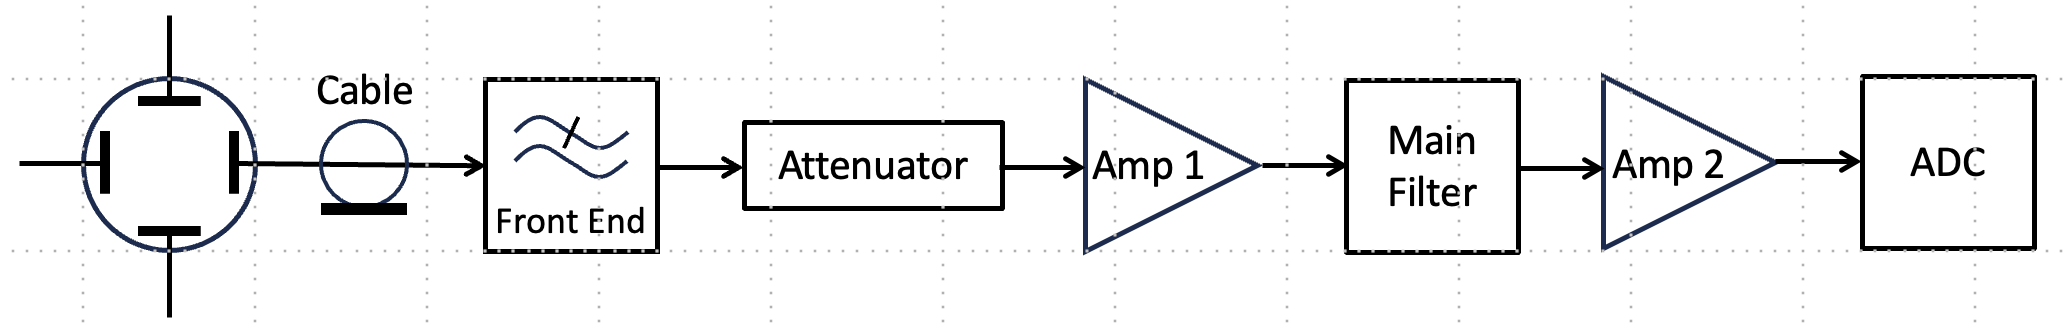 Cable
Front End
Attenuator
Amp 1
Main
Filter
Amp 2
ADC